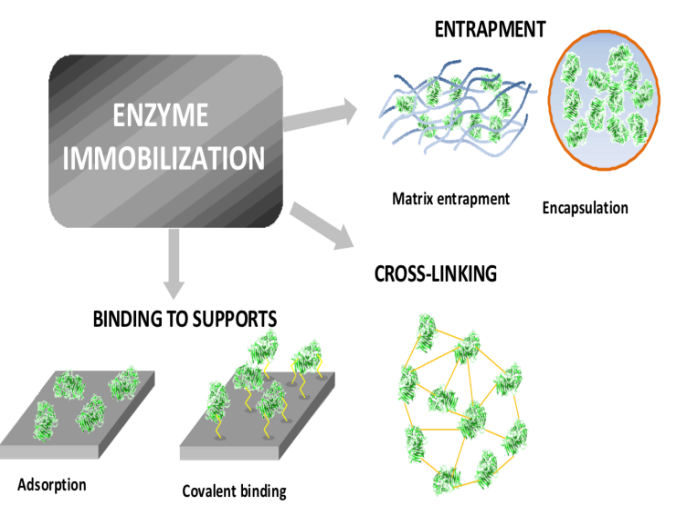 ENZYME
IMMOBILIZATION
ENTRAPMENT
Matrix entrapment
Encapsulation
CROSS-LINKING
BINDING TO SUPPORTS
Adsorption
Covalent binding